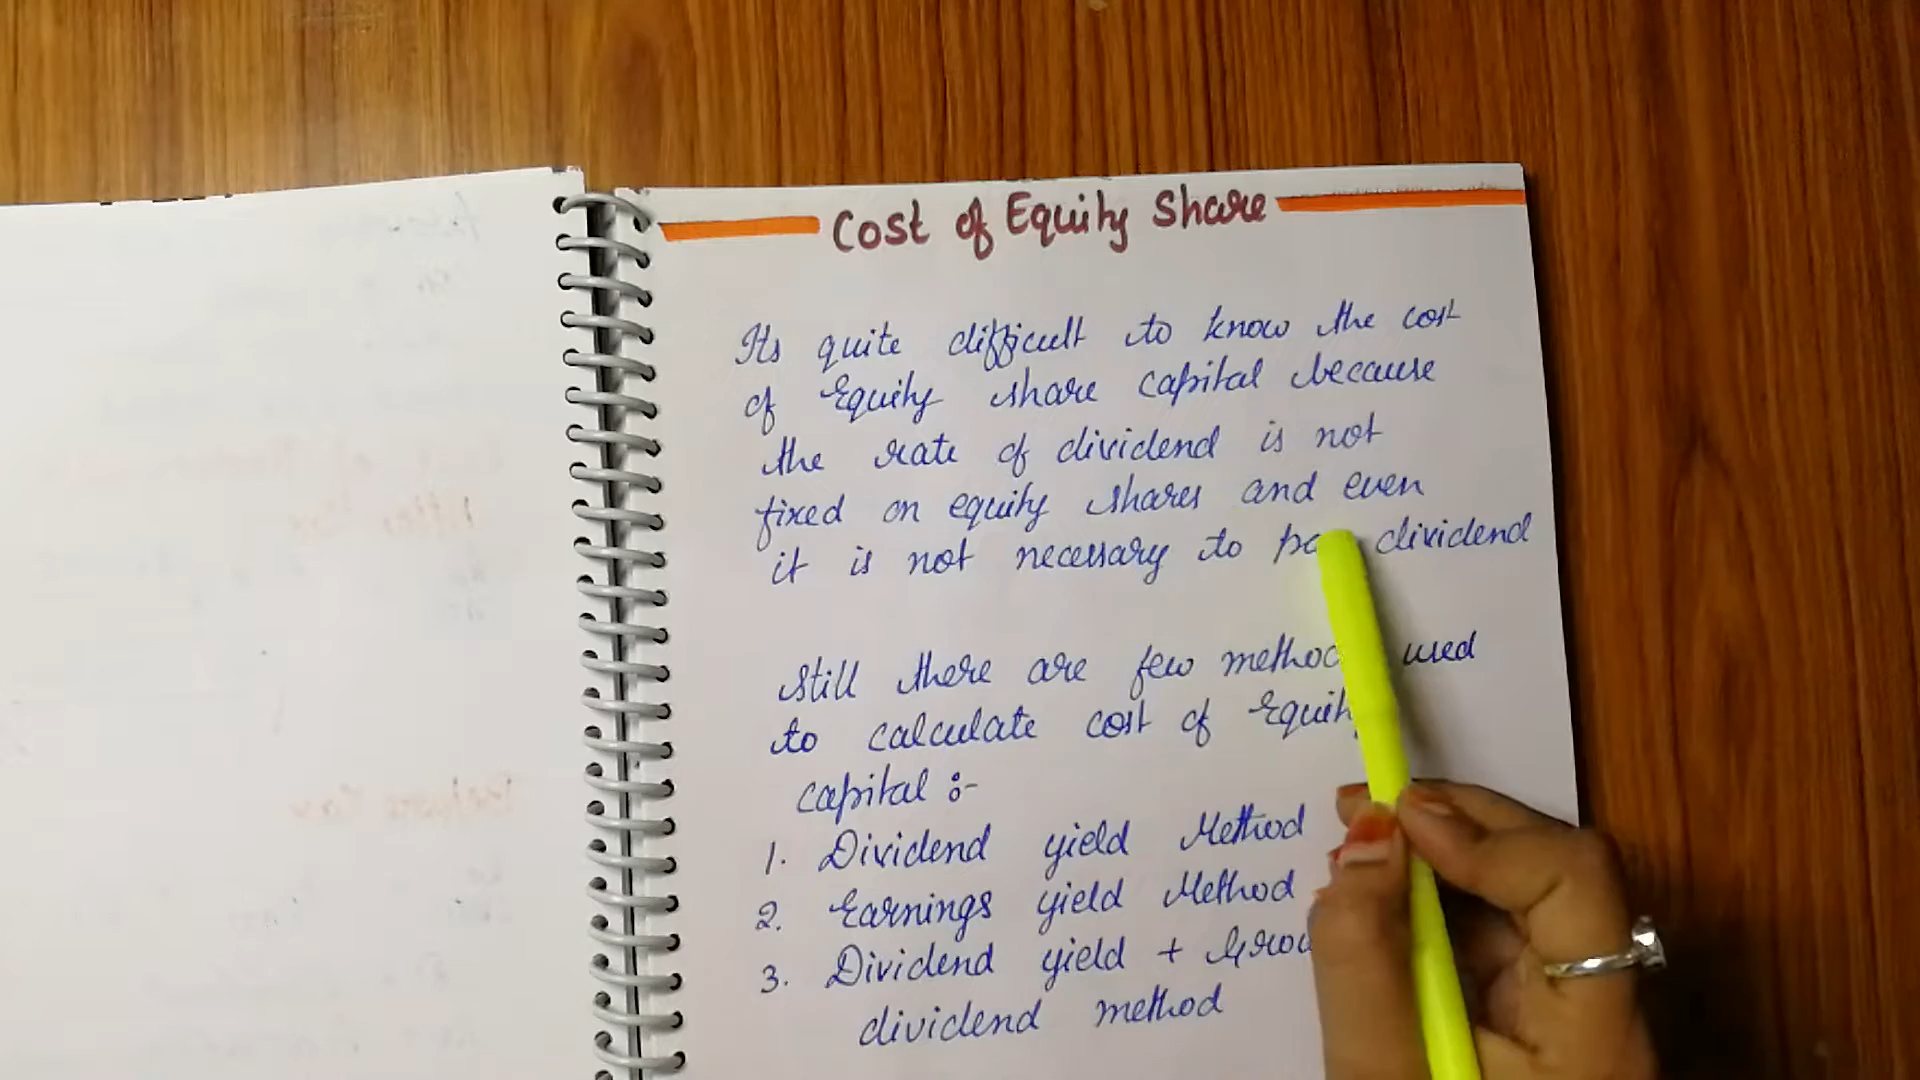 Cost of Equity Share
Its quite difficult to know the cost
of Equity share capital because
the rate of dividend is not
fixed on equity shares and even
it is not necessary to dividend
Still there are few used
to calculate cost of
capital :-
1. Dividend yield Method
2. Earnings yield Method
3. Dividend yield +
dividend method